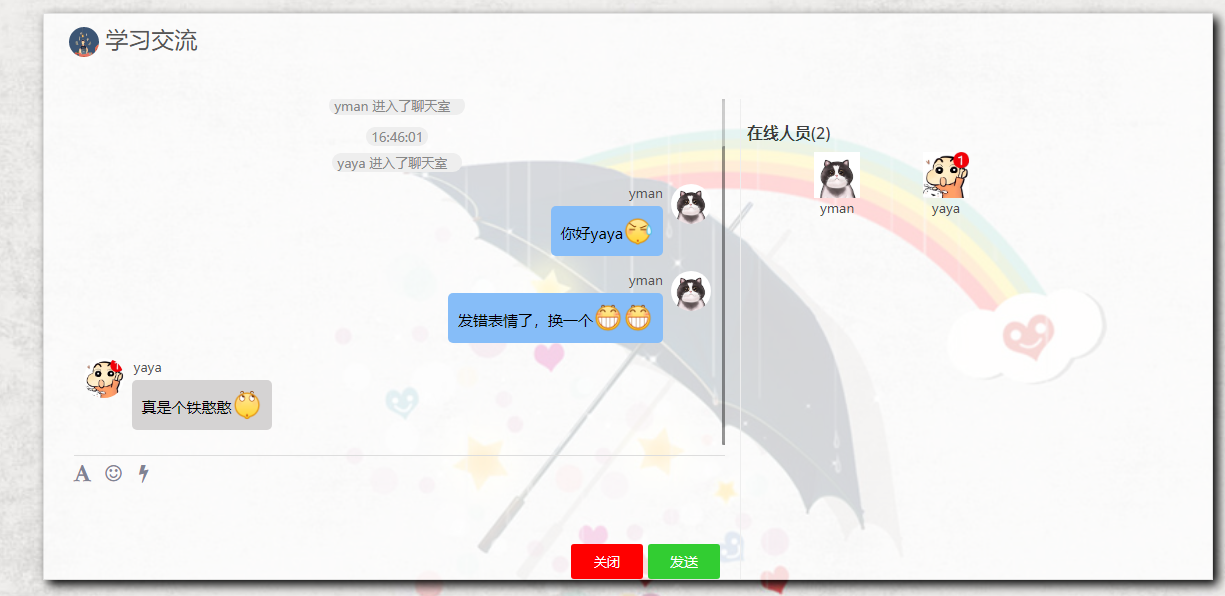 学习交流
yman 进入了聊天室
16:46:01
yaya 进入了聊天室
yman
你好yaya
yman
发错表情了，换一个
yaya
真是个铁憨憨
A
关闭
发送
在线人员(2)
1
yman
yaya